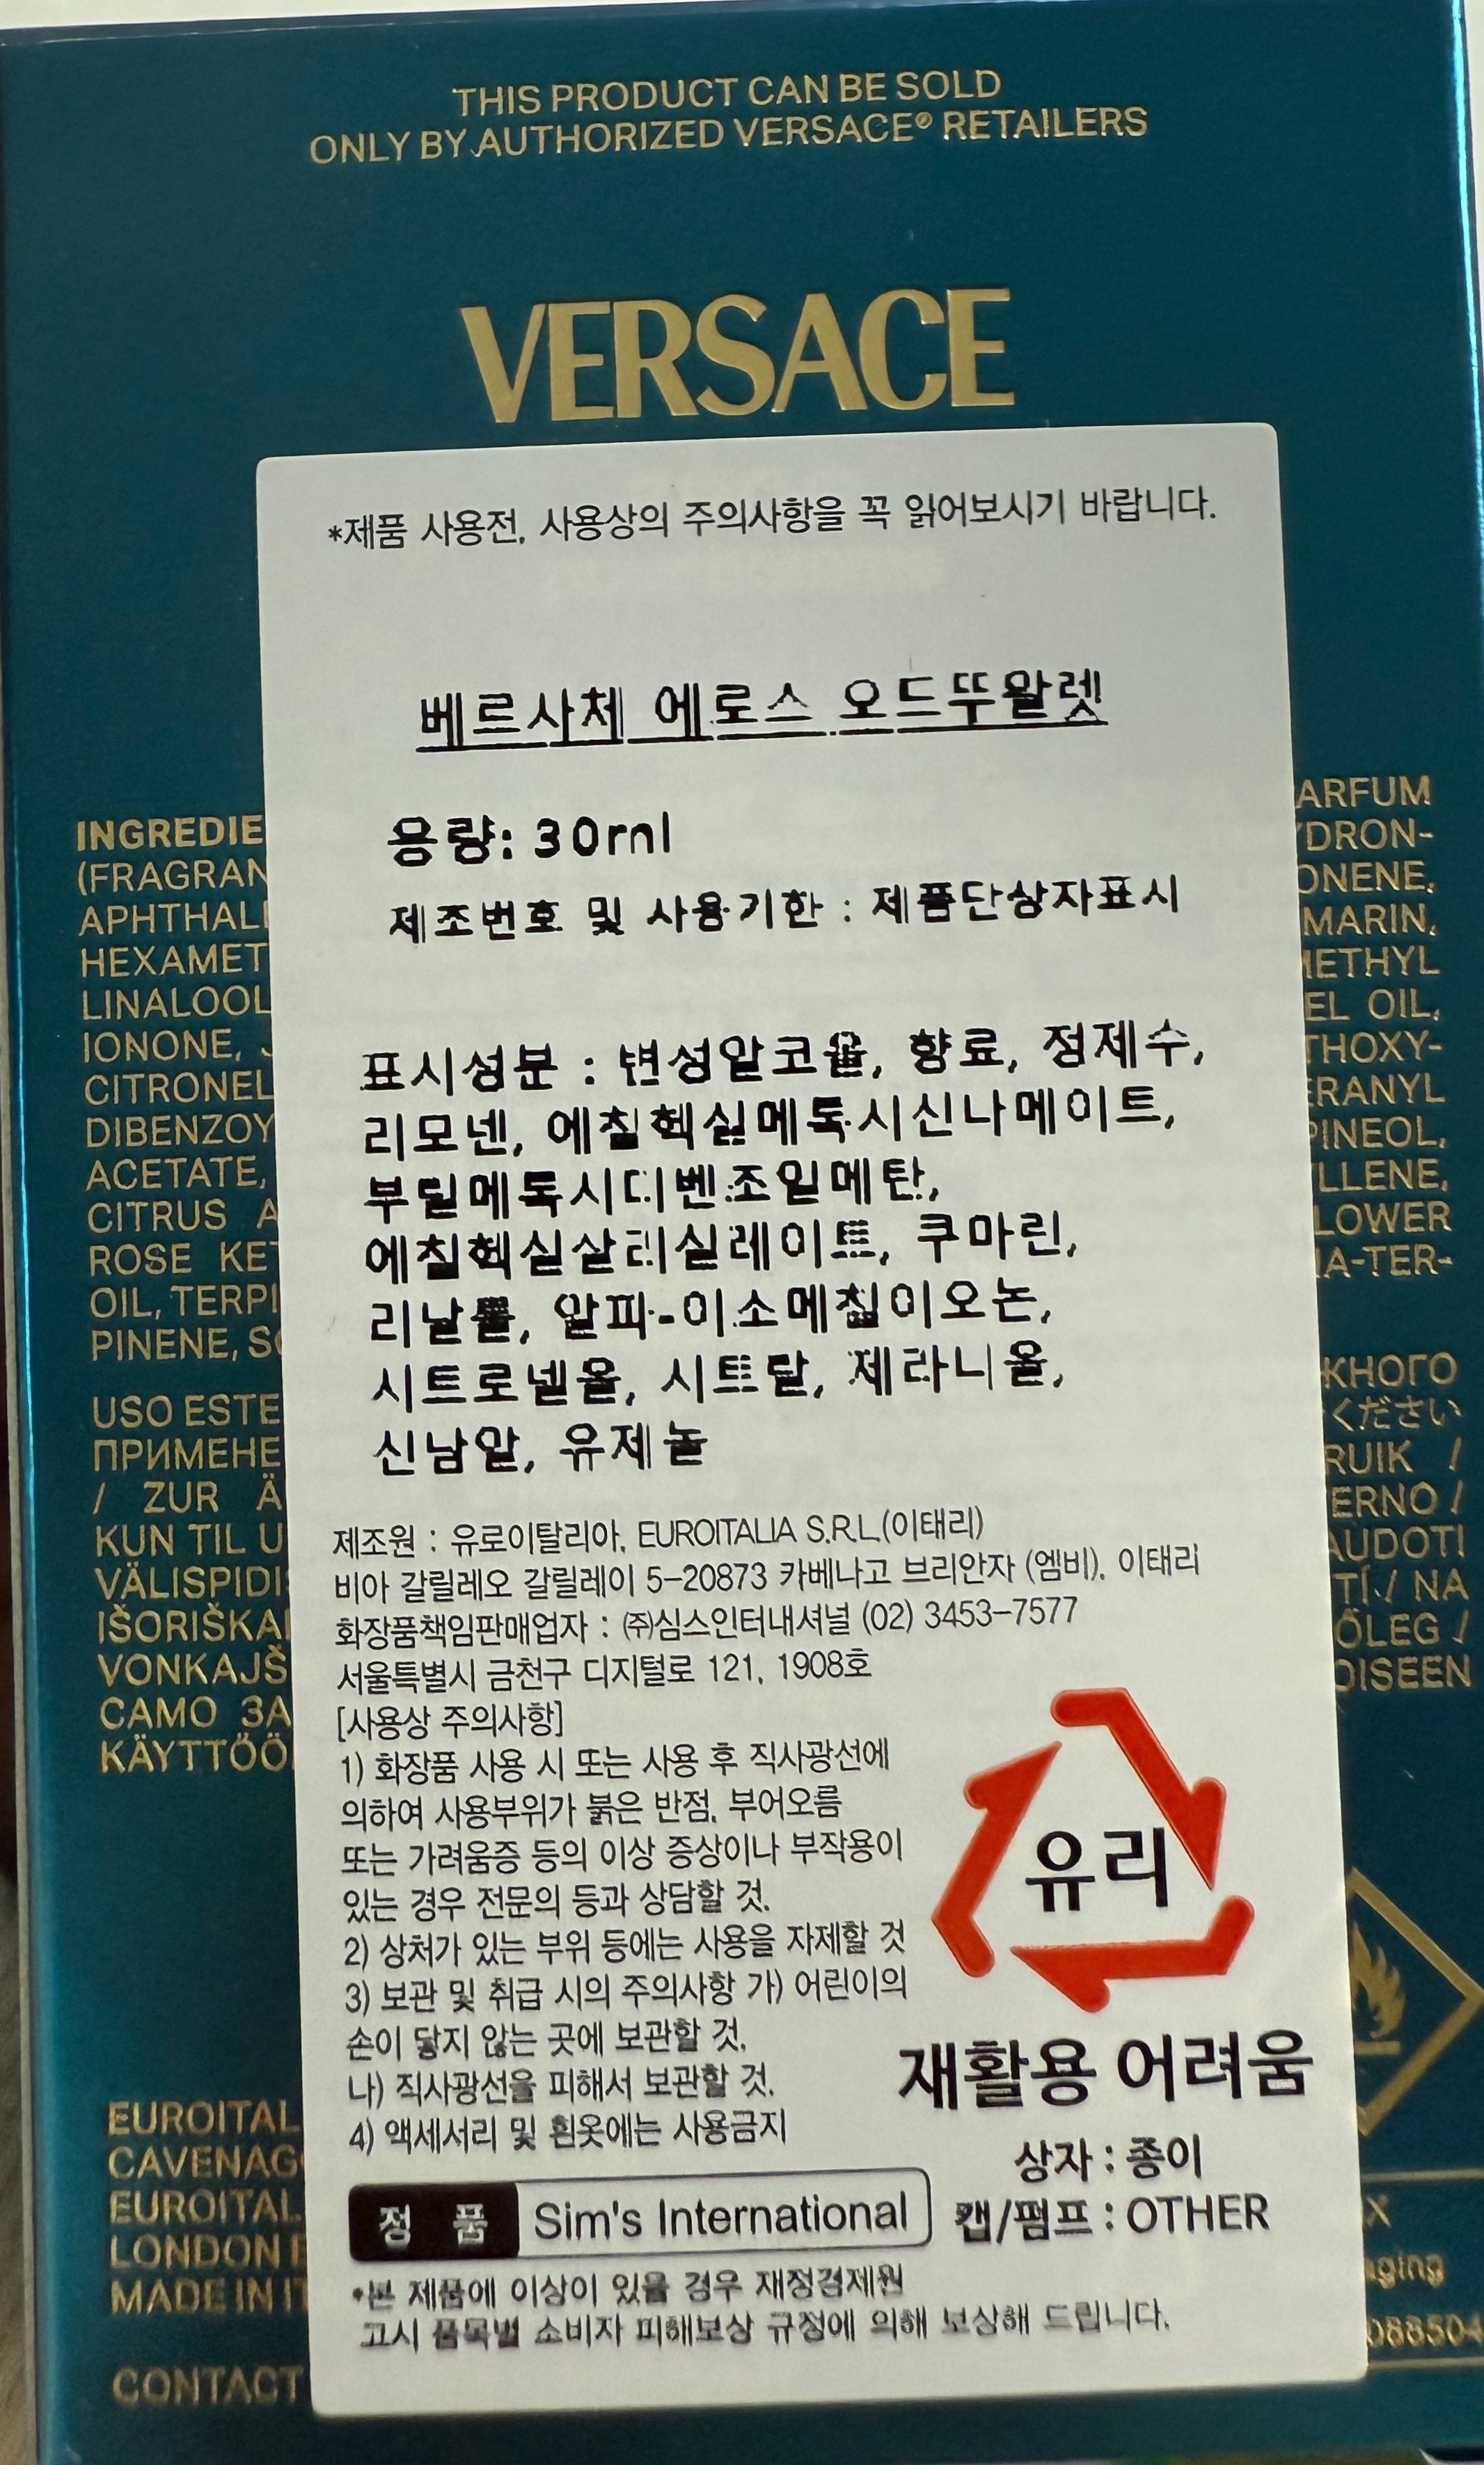 THIS PRODUCT CAN BE SOLD
ONLY BY AUTHORIZED VERSACE® RETAILERS
VERSACE
*제품 사용전, 사용상의 주의사항을 꼭 읽어보시기 바랍니다.
베르사체 에로스 오드뚜왈렛
용량: 30ml
제조번호 및 사용기한 : 제품단상자표시
표시성분 : 변성알코올, 향료, 정제수,
리모넨, 에칠헥실메톡시신나메이트,
부틸메톡시디벤조일메탄,
에칠헥실살리실레이트, 쿠마린,
리날룰, 알파-이소메칠이오논,
시트로넬올, 시트랄, 제라니올,
신남알, 유제놀
제조원 : 유로이탈리아, EUROITALIA S.R.L(이태리)
비아 갈릴레오 갈릴레이 5-20873 카베나고 브리안자 (엠비), 이태리
화장품책임판매업자 : ㈜심스인터내셔널 (02) 3453-7577
서울특별시 금천구 디지털로 121, 1908호
[사용상 주의사항]
1) 화장품 사용 시 또는 사용 후 직사광선에
의하여 사용부위가 붉은 반점, 부어오름
또는 가려움증 등의 이상 증상이나 부작용이
있는 경우 전문의 등과 상담할 것.
2) 상처가 있는 부위 등에는 사용을 자제할 것
3) 보관 및 취급 시의 주의사항 가) 어린이의
손이 닿지 않는 곳에 보관할 것.
나) 직사광선을 피해서 보관할 것.
4) 액세서리 및 흰옷에는 사용금지
유리
재활용 어려움
상자 : 종이
캡/펌프 : OTHER
정 품 Sim's International
*본 제품에 이상이 있을 경우 재정경제원
고시 품목별 소비자 피해보상 규정에 의해 보상해 드립니다.
INGREDIE
(FRAGRAN
APHTHALI
HEXAMET
LINALOOL
IONONE,
CITRONEL
DIBENZOY
ACETATE,
CITRUS A
ROSE KET
OIL, TERPI
PINENE, SO
USO ESTE
ПРИМЕНЕ
/ ZUR Ä
KUN TIL U
VÄLISPIDI
IŠORIŠKAI
VONKAJŠ
САМО ЗА
KÄYTTÖÖ
EUROITAL
CAVENAG
EUROITAL
LONDON
MADE IN IT
CONTACT
ARFUM
DRON-
ONENE,
MARIN,
METHYL
EL OIL,
THOXY-
ERANYL
PINEOL,
LLENE,
LOWER
A-TER-
ЖНОГО
ください
RUIK /
ERNO /
AUDOTI
TÍ / NA
ŐLEG /
OISEEN
X
aging
088504